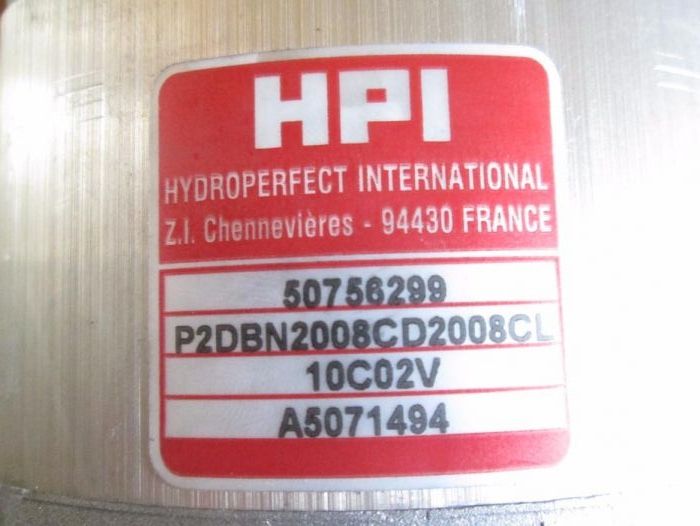 HPI
HYDROPERFECT INTERNATIONAL
Z.I. Chennevières - 94430 FRANCE
50756299
P2DBN2008CD2008CL
10C02V
A5071494